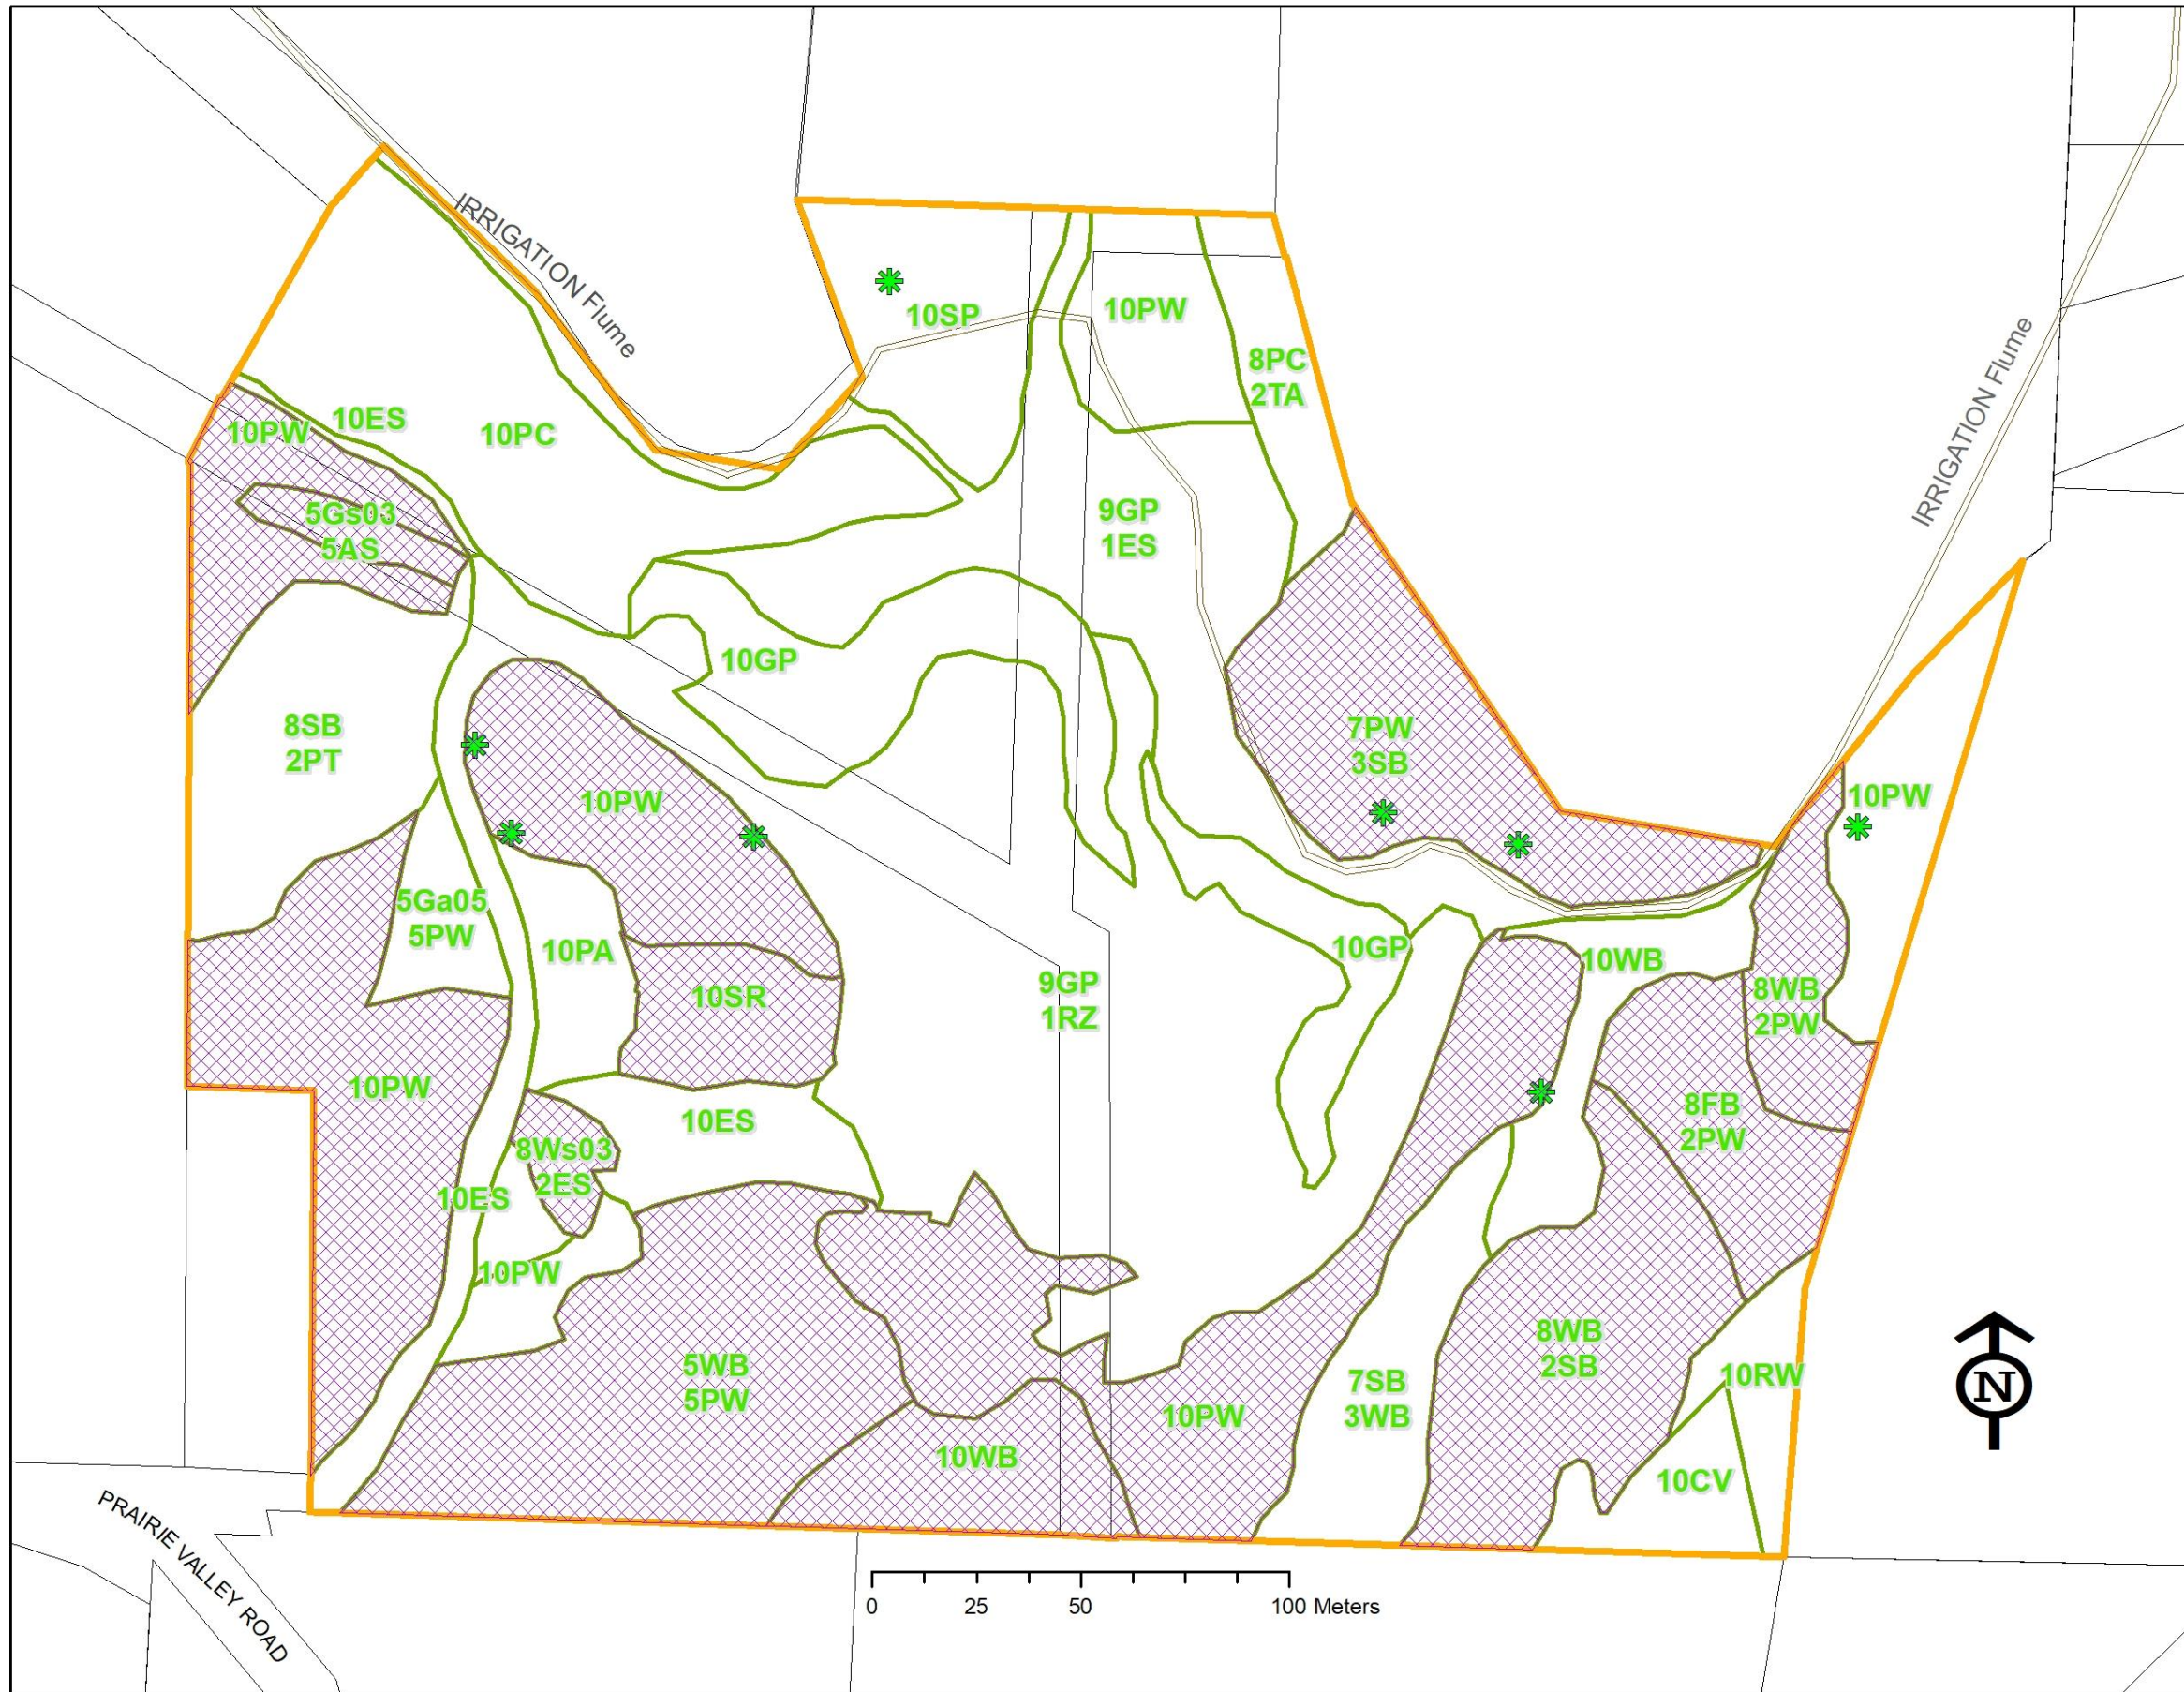 IRRIGATION Flume
10SP
10PW
8PC
2TA
IRRIGATION Flume
10PW
10ES
10PC
5Gs03
5AS
9GP
1ES
10GP
8SB
2PT
10PW
7PW
3SB
10PW
5Ga05
5PW
10PA
10SR
9GP
1RZ
10GP
10WB
8WB
2PW
10PW
10ES
8FB
2PW
8Ws03
2ES
10ES
10PW
5WB
5PW
10WB
10PW
7SB
3WB
8WB
2SB
10RW
10CV
N
PRAIRIE VALLEY ROAD
0 25 50 100 Meters